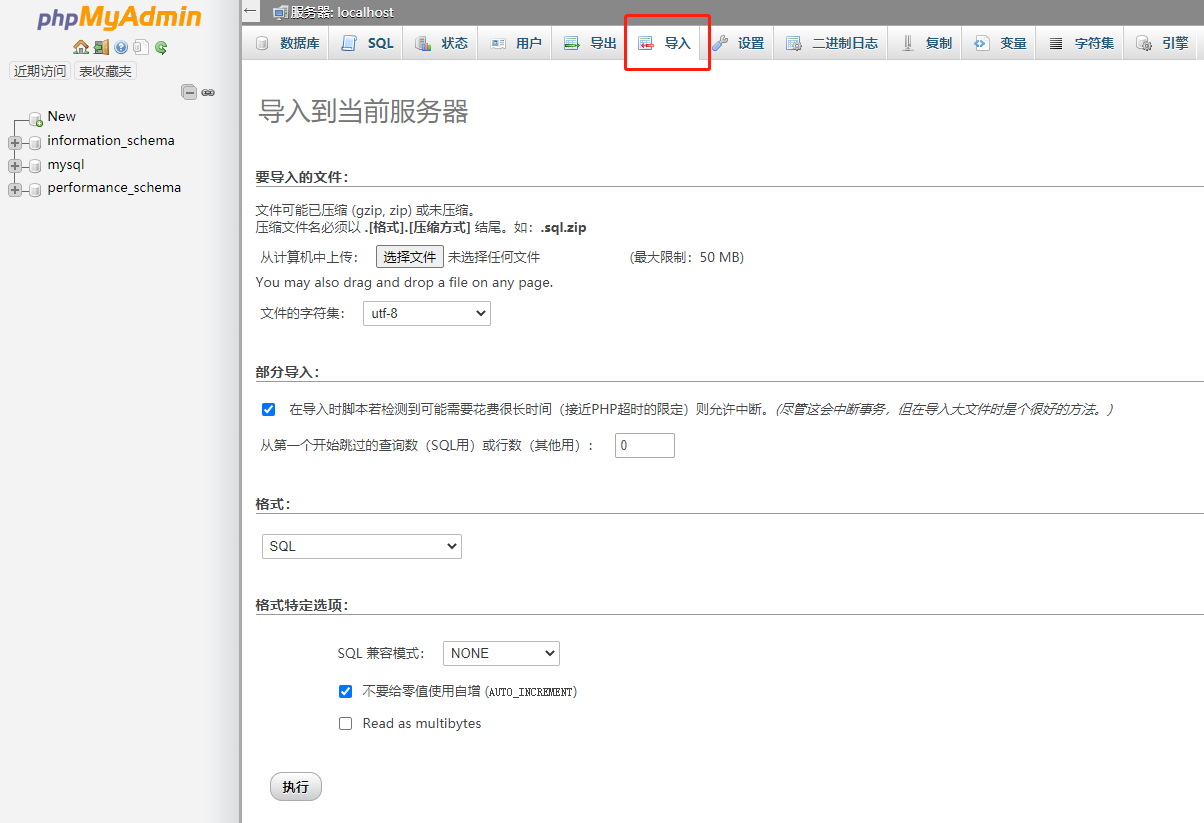 phpMyAdmin
近期访问 表收藏夹
New
information_schema
mysql
performance_schema
服务器: localhost
数据库 SQL 状态 用户 导出 导入 设置 二进制日志 复制 变量 字符集 引擎
导入到当前服务器
要导入的文件：
文件可能已压缩 (gzip, zip) 或未压缩。
压缩文件名必须以 .[格式].[压缩方式] 结尾。如：.sql.zip
从计算机中上传： 选择文件 未选择任何文件 (最大限制：50 MB)
You may also drag and drop a file on any page.
文件的字符集： utf-8
部分导入：
在导入时脚本若检测到可能需要花费很长时间（接近PHP超时的限定）则允许中断。(尽管这会中断事务，但在导入大文件时是个很好的方法。)
从第一个开始跳过的查询数（SQL用）或行数（其他用）： 0
格式：
SQL
格式特定选项：
SQL 兼容模式： NONE
不要给零值使用自增 (AUTO_INCREMENT)
Read as multibytes
执行